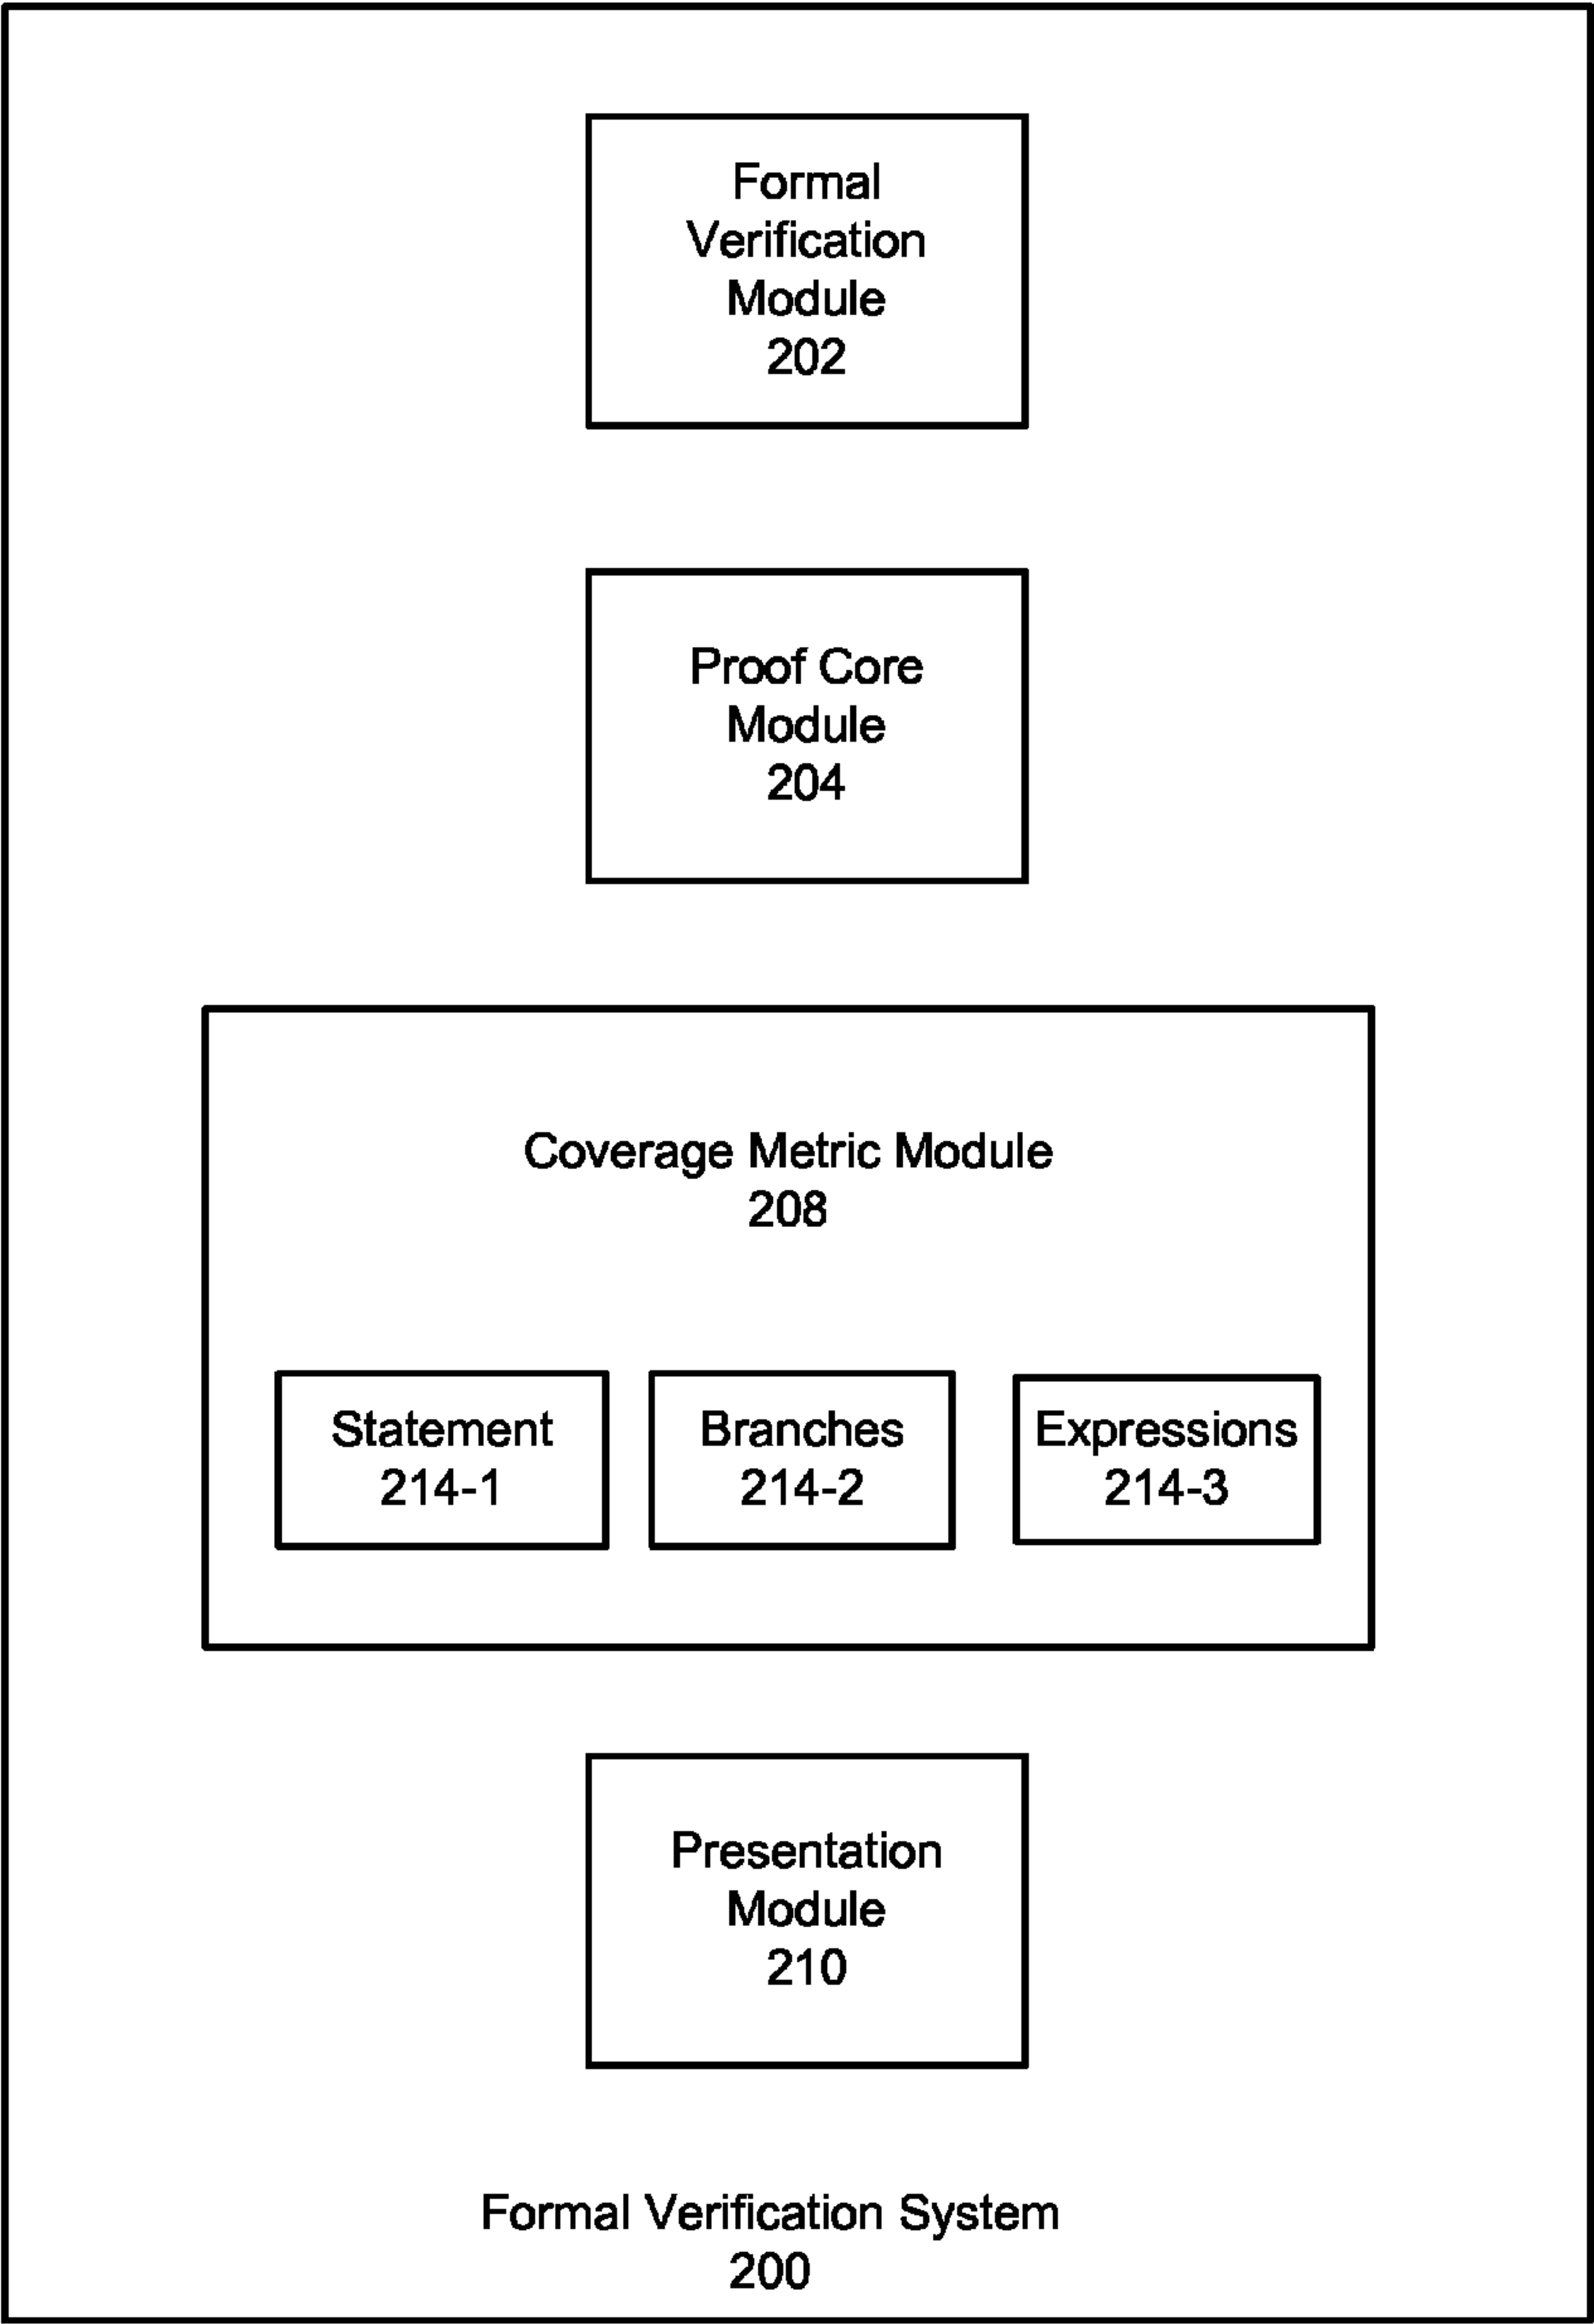 Formal
Verification
Module
202
Proof Core
Module
204
Coverage Metric Module
208
Statement
214-1
Branches
214-2
Expressions
214-3
Presentation
Module
210
Formal Verification System
200